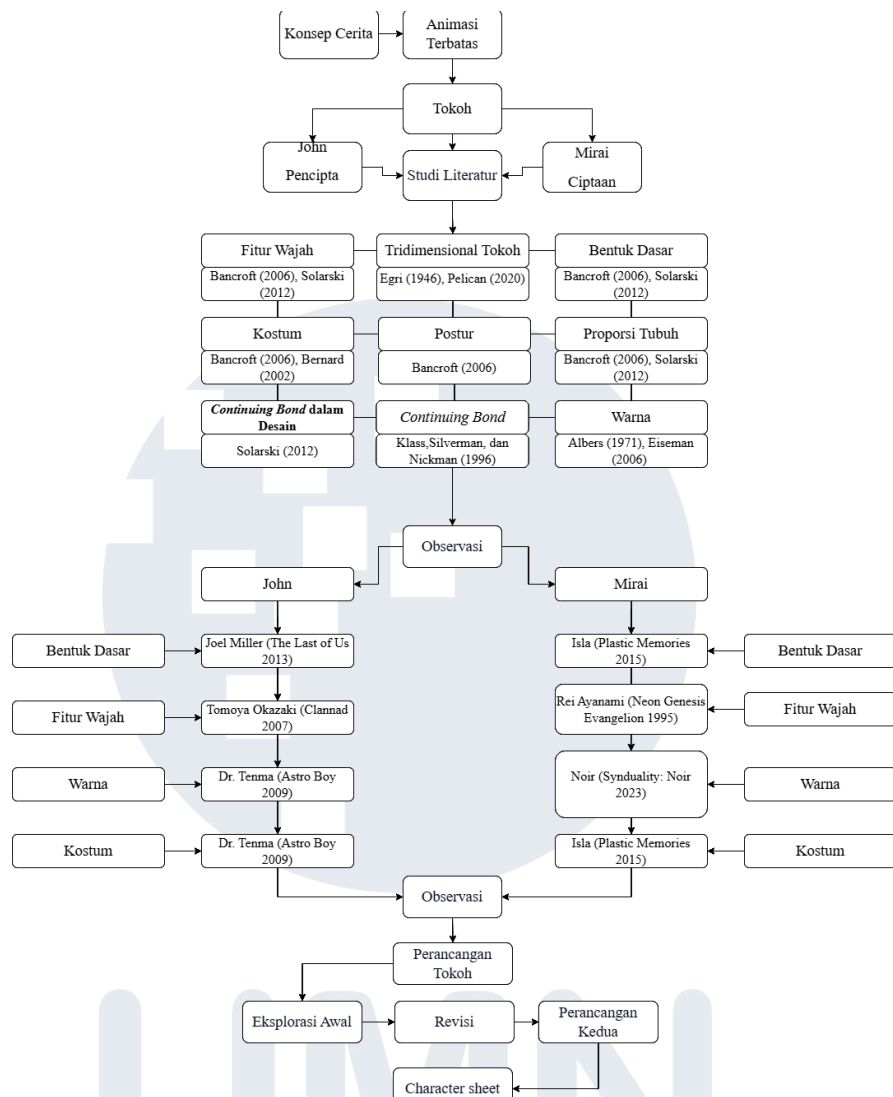 Konsep Cerita
Animasi
Terbatas
Tokoh
John
Pencipta
Studi Literatur
Mirai
Ciptaan
Fitur Wajah
Bancroft (2006), Solarski
(2012)
Tridimensional Tokoh
Egri (1946), Pelican (2020)
Bentuk Dasar
Bancroft (2006), Solarski
(2012)
Kostum
Bancroft (2006), Bernard
(2002)
Postur
Bancroft (2006)
Proporsi Tubuh
Bancroft (2006), Solarski
(2012)
Continuing Bond dalam
Desain
Solarski (2012)
Continuing Bond
Klass,Silverman, dan
Nickman (1996)
Warna
Albers (1971), Eiseman
(2006)
Observasi
John
Mirai
Bentuk Dasar
Joel Miller (The Last of Us
2013)
Isla (Plastic Memories
2015)
Bentuk Dasar
Fitur Wajah
Tomoya Okazaki (Clannad
2007)
Rei Ayanami (Neon Genesis
Evangelion 1995)
Fitur Wajah
Warna
Dr. Tenma (Astro Boy
2009)
Noir (Synduality: Noir
2023)
Warna
Kostum
Dr. Tenma (Astro Boy
2009)
Isla (Plastic Memories
2015)
Kostum
Observasi
Perancangan
Tokoh
Eksplorasi Awal
Revisi
Perancangan
Kedua
Character sheet
UMN